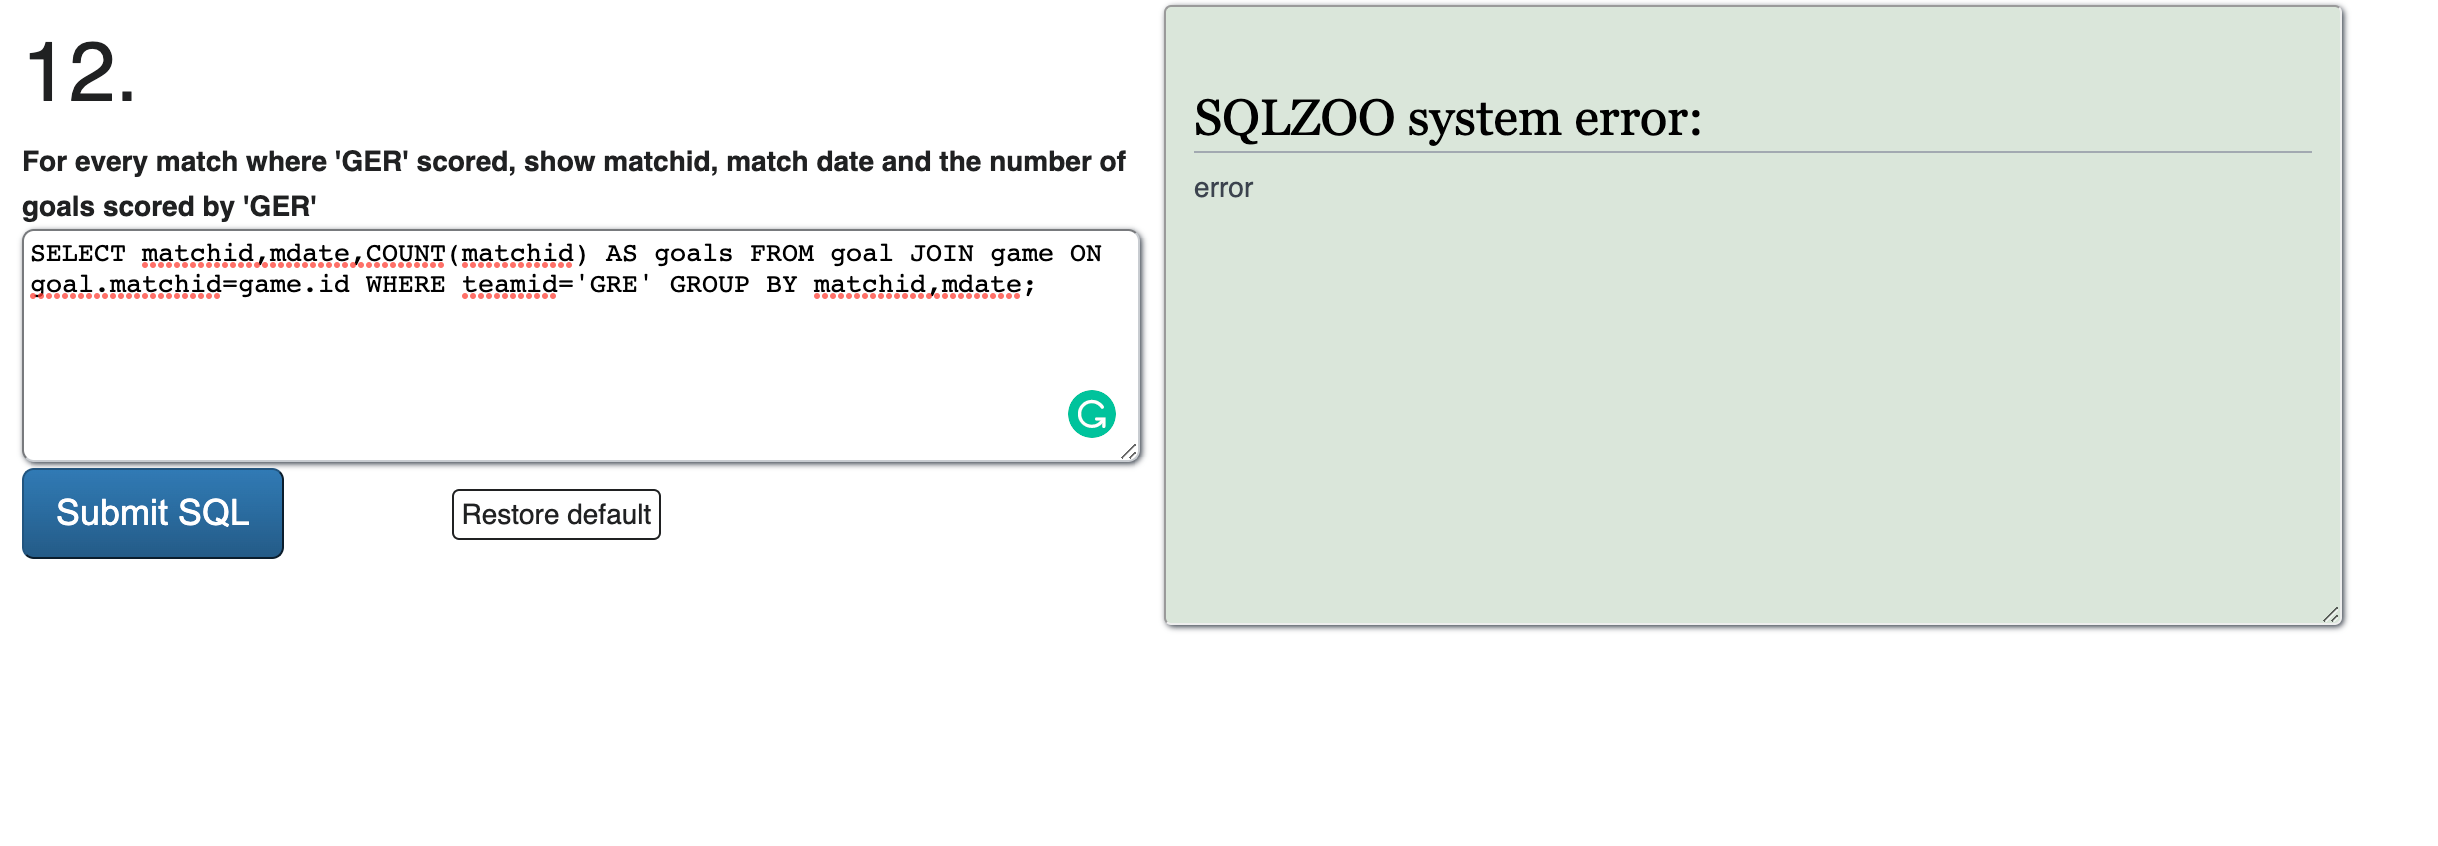 12.
For every match where 'GER' scored, show matchid, match date and the number of
goals scored by 'GER'
SELECT matchid,mdate,COUNT(matchid) AS goals FROM goal JOIN game ON
goal.matchid=game.id WHERE teamid='GRE' GROUP BY matchid,mdate;
Submit SQL
Restore default
SQLZOO system error:
error